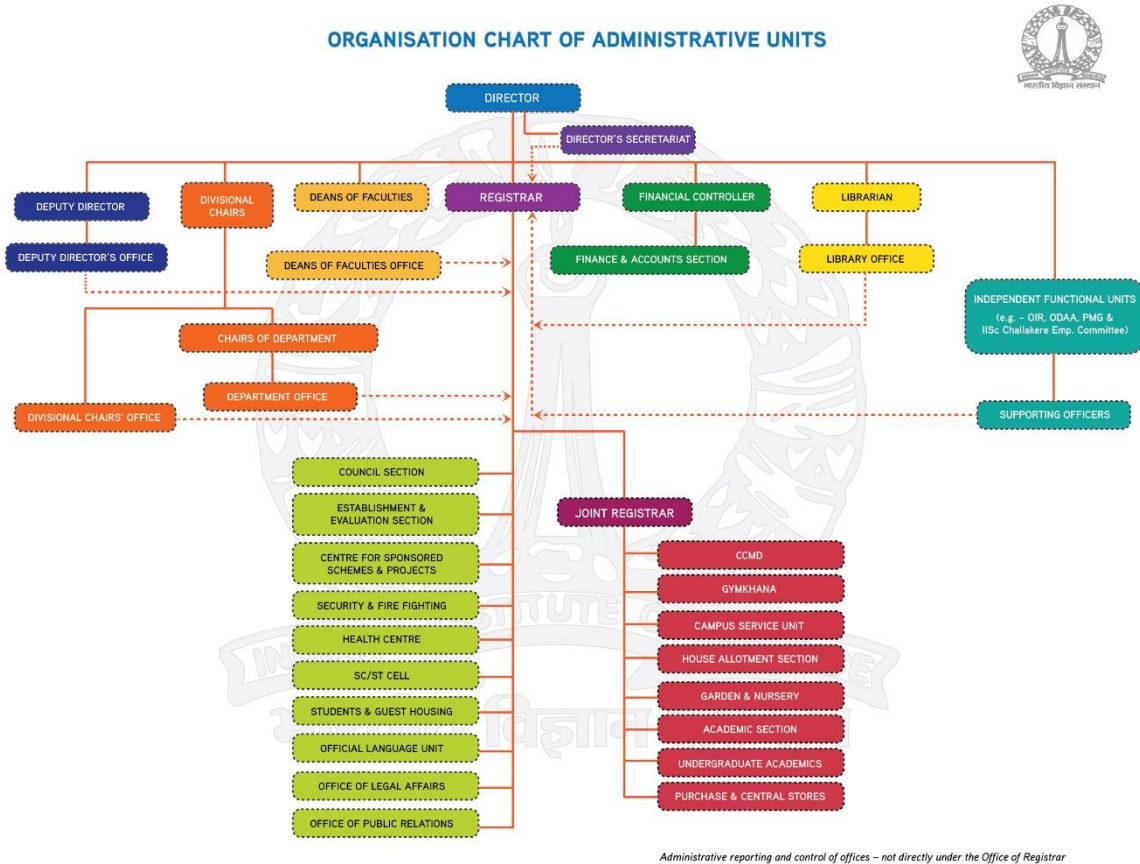 ORGANISATION CHART OF ADMINISTRATIVE UNITS
भारतीय विज्ञान संस्थान
DIRECTOR
DIRECTOR'S SECRETARIAT
DEPUTY DIRECTOR
DIVISIONAL
CHAIRS
DEANS OF FACULTIES
REGISTRAR
FINANCIAL CONTROLLER
LIBRARIAN
DEPUTY DIRECTOR'S OFFICE
DEANS OF FACULTIES OFFICE
FINANCE & ACCOUNTS SECTION
LIBRARY OFFICE
INDEPENDENT FUNCTIONAL UNITS
(e.g. – OIR, ODAA, PMG &
IISc Challakere Emp. Committee)
CHAIRS OF DEPARTMENT
DEPARTMENT OFFICE
DIVISIONAL CHAIRS' OFFICE
SUPPORTING OFFICERS
COUNCIL SECTION
ESTABLISHMENT &
EVALUATION SECTION
CENTRE FOR SPONSORED
SCHEMES & PROJECTS
SECURITY & FIRE FIGHTING
HEALTH CENTRE
SC/ST CELL
STUDENTS & GUEST HOUSING
OFFICIAL LANGUAGE UNIT
OFFICE OF LEGAL AFFAIRS
OFFICE OF PUBLIC RELATIONS
JOINT REGISTRAR
CCMD
GYMKHANA
CAMPUS SERVICE UNIT
HOUSE ALLOTMENT SECTION
GARDEN & NURSERY
ACADEMIC SECTION
UNDERGRADUATE ACADEMICS
PURCHASE & CENTRAL STORES
Administrative reporting and control of offices – not directly under the Office of Registrar